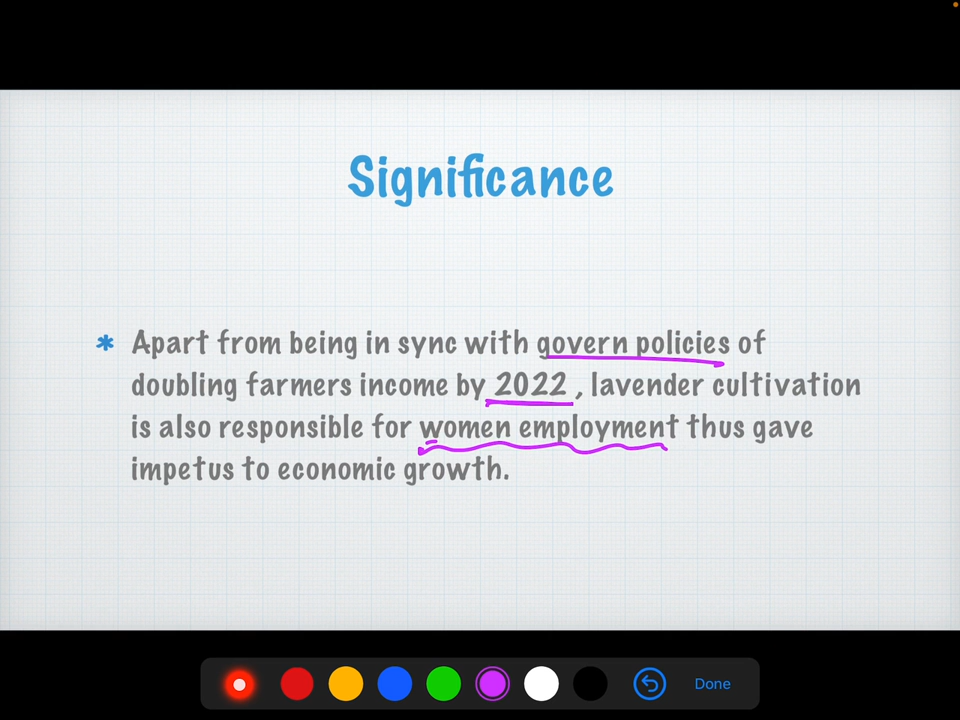 Significance
* Apart from being in sync with govern policies of
doubling farmers income by 2022 , lavender cultivation
is also responsible for women employment thus gave
impetus to economic growth.
Done